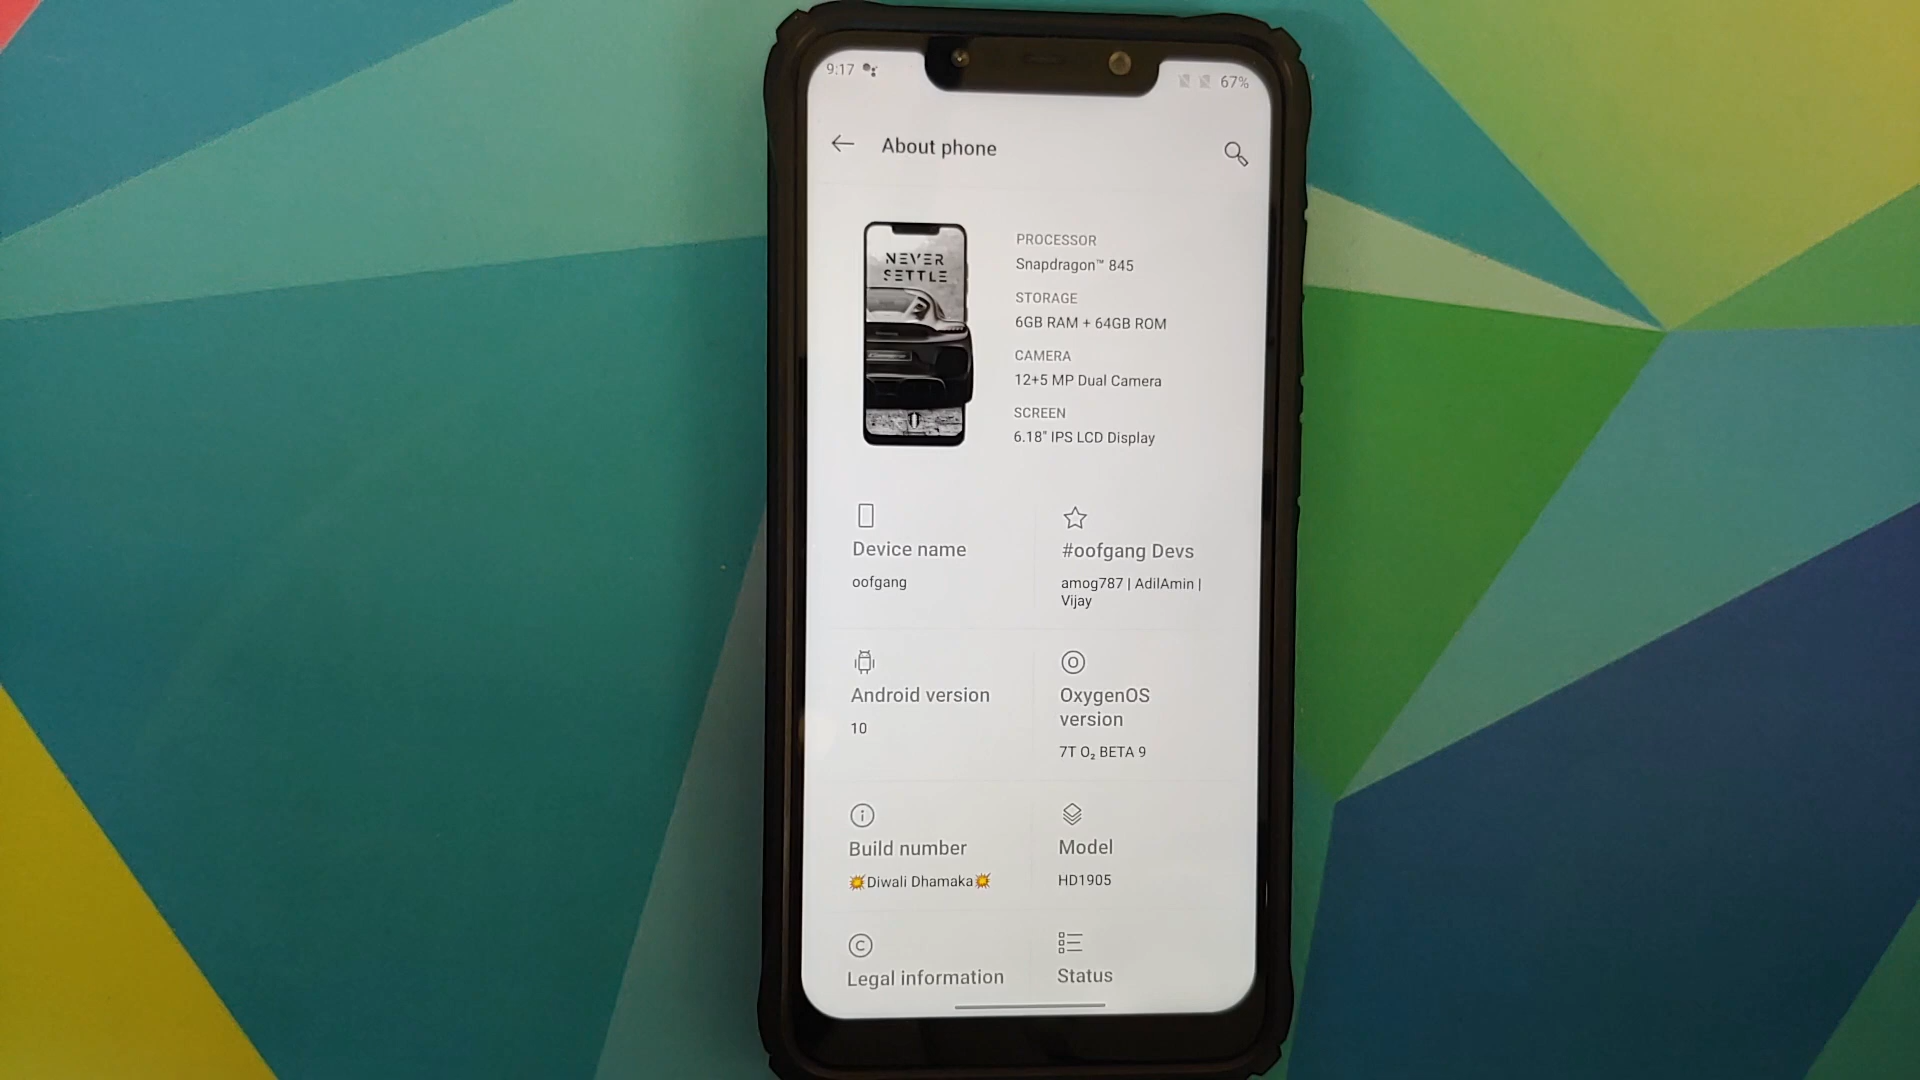 9:17
67%
About phone
NEVER
SETTLE
PROCESSOR
Snapdragon™ 845
STORAGE
6GB RAM + 64GB ROM
CAMERA
12+5 MP Dual Camera
SCREEN
6.18" IPS LCD Display
Device name
oofgang
#oofgang Devs
amog787 | AdilAmin |
Vijay
Android version
10
OxygenOS
version
7T O₂ BETA 9
Build number
💥Diwali Dhamaka💥
Model
HD1905
Legal information
Status